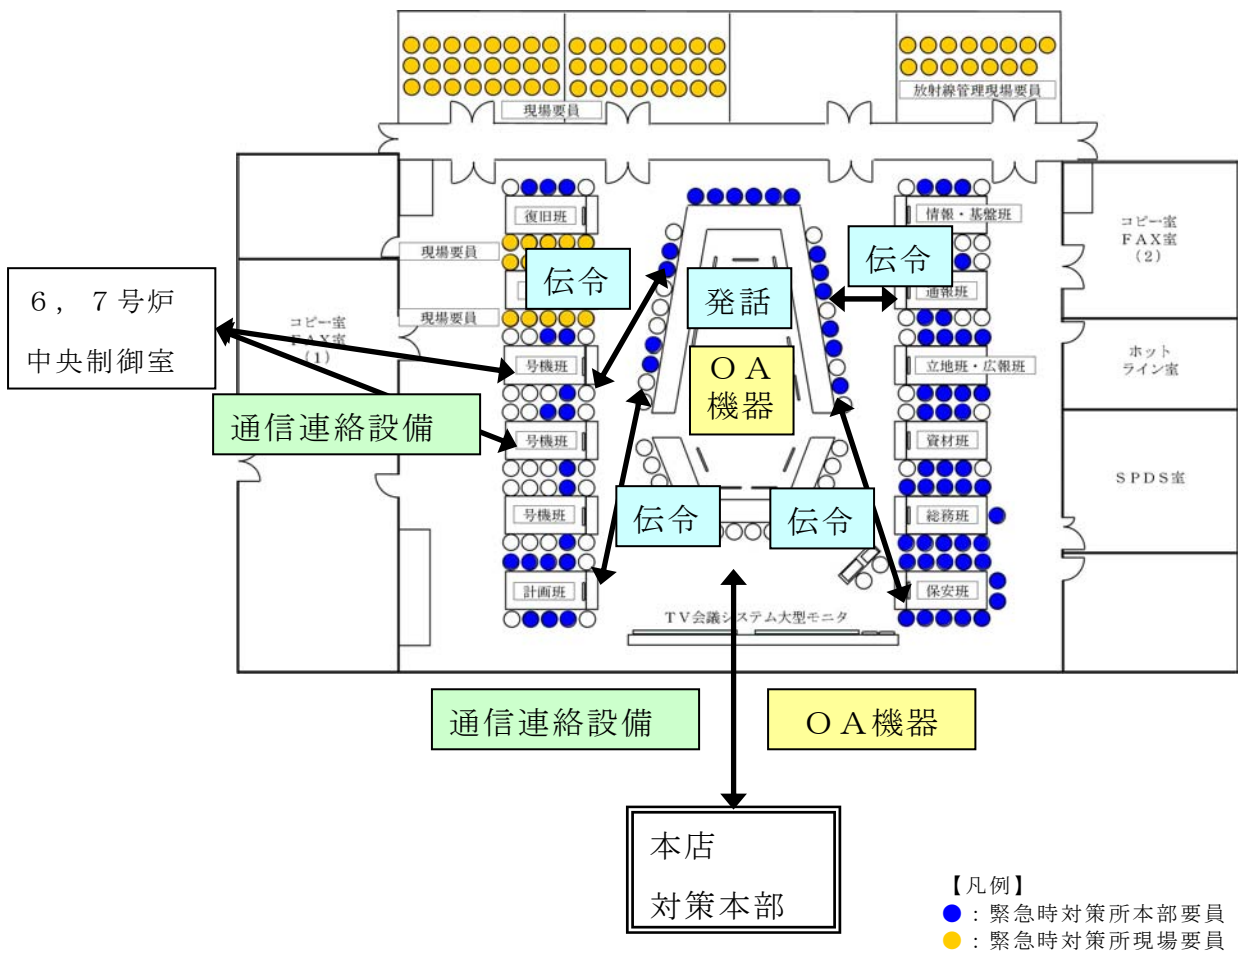 現場要員
放射線管理現場要員
復旧班
情報・基盤班
コピー室
FAX室
(2)
現場要員
伝令
伝令
通報班
発話
6,7号炉
中央制御室
現場要員
コピー室
FAX室
(1)
号機班
OA
機器
立地班・広報班
ホット
ライン室
通信連絡設備
号機班
資材班
SPDS室
伝令
伝令
号機班
総務班
計画班
保安班
TV会議システム大型モニタ
通信連絡設備
OA機器
本店
対策本部
【凡例】
:緊急時対策所本部要員
:緊急時対策所現場要員